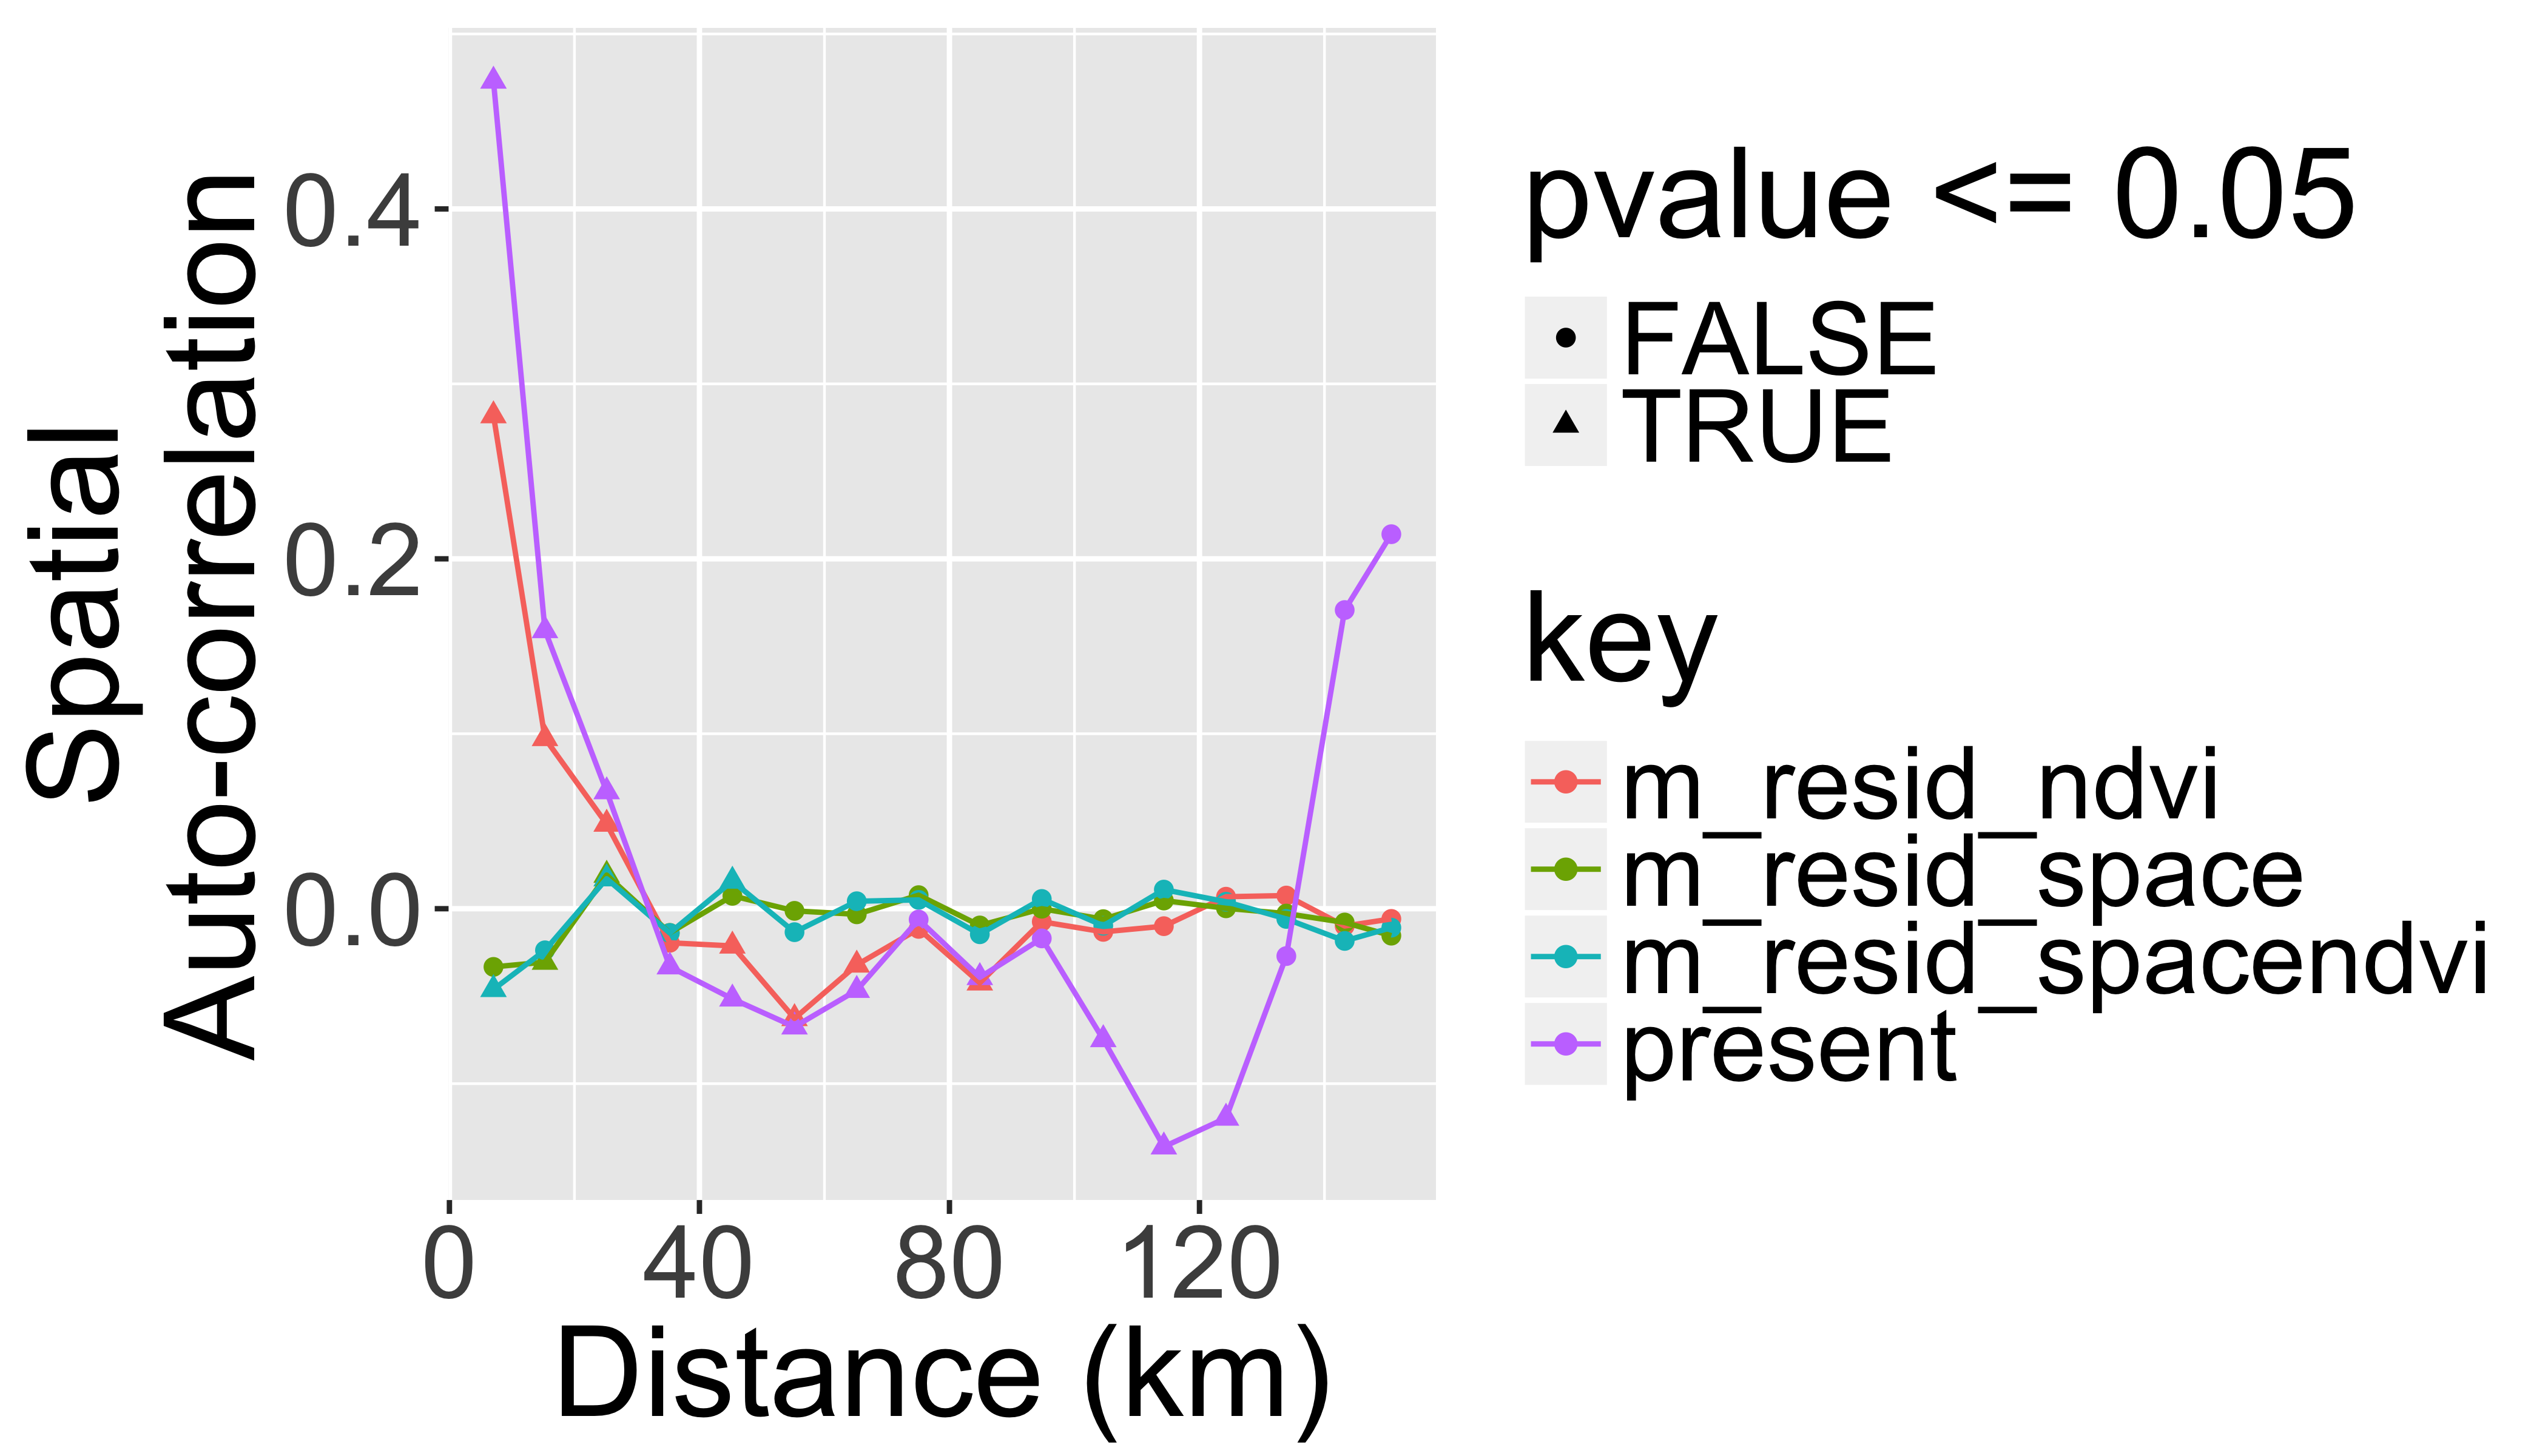 Spatial
Auto-correlation
0.4
0.2
0.0
0
40
80
120
Distance (km)
pvalue <= 0.05
FALSE
TRUE
key
m_resid_ndvi
m_resid_space
m_resid_spacendvi
present